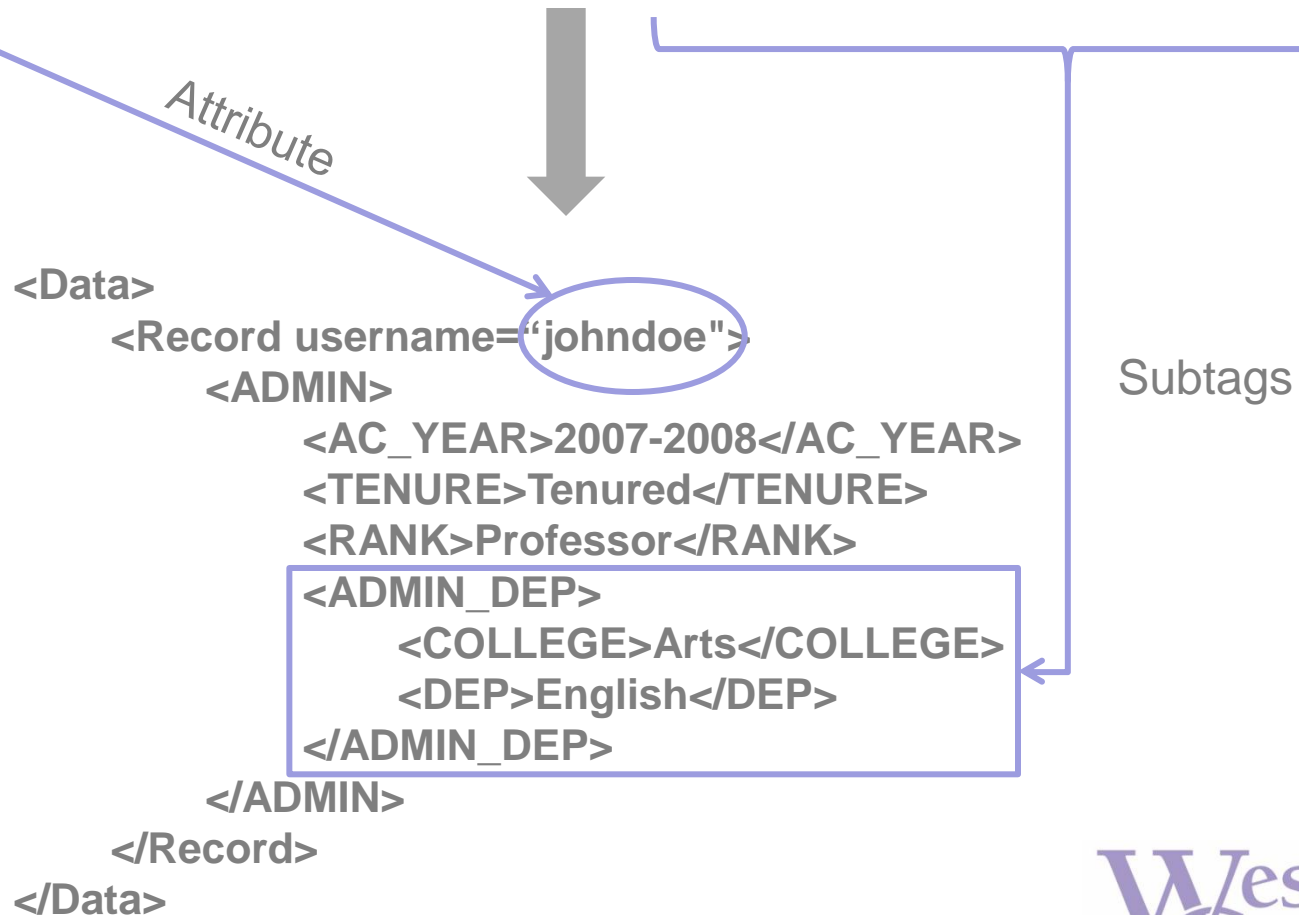 Attribute
<Data>
<Record username=“johndoe">
<ADMIN>
<AC_YEAR>2007-2008</AC_YEAR>
<TENURE>Tenured</TENURE>
<RANK>Professor</RANK>
<ADMIN_DEP>
<COLLEGE>Arts</COLLEGE>
<DEP>English</DEP>
</ADMIN_DEP>
</ADMIN>
</Record>
</Data>
Subtags